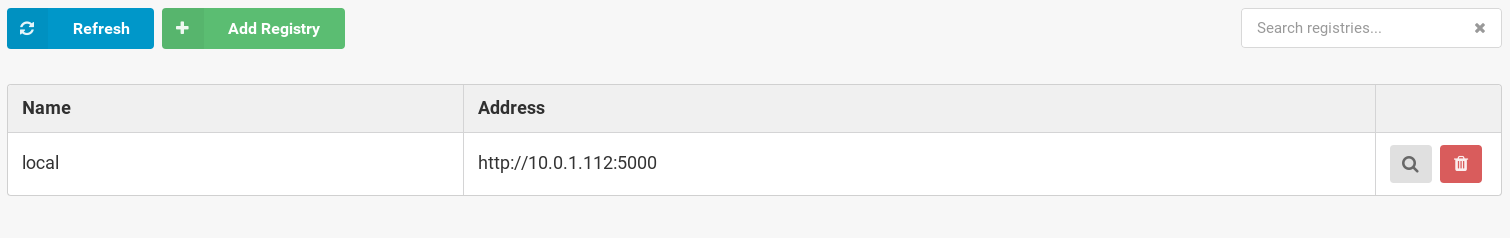 Refresh
Add Registry
Search registries...
Name
Address
local
http://10.0.1.112:5000